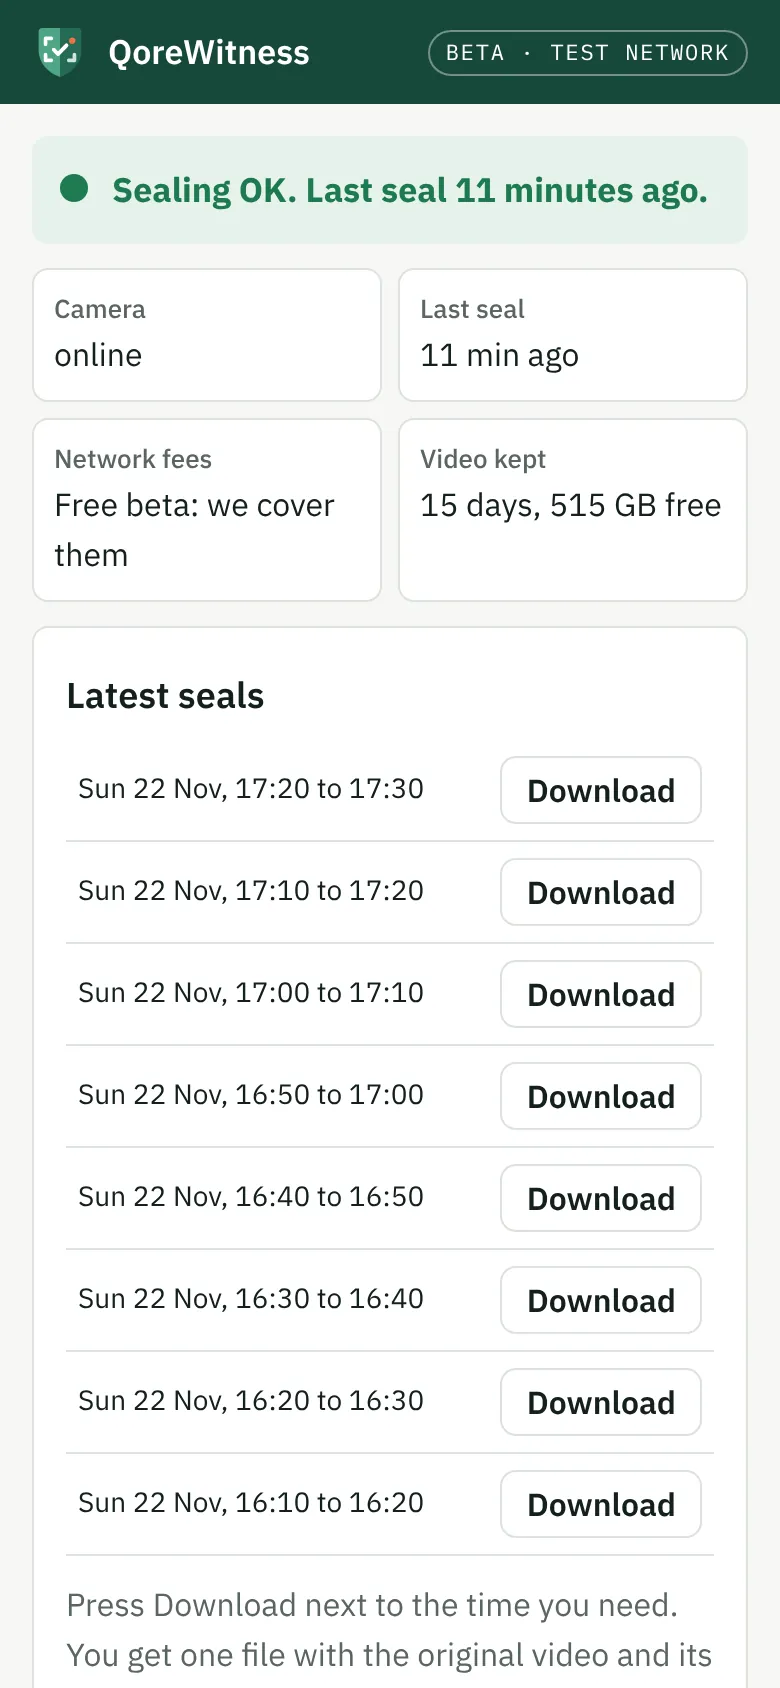 QoreWitness
BETA · TEST NETWORK
Sealing OK. Last seal 11 minutes ago.
Camera
online
Last seal
11 min ago
Network fees
Free beta: we cover
them
Video kept
15 days, 515 GB free
Latest seals
Sun 22 Nov, 17:20 to 17:30
Download
Sun 22 Nov, 17:10 to 17:20
Download
Sun 22 Nov, 17:00 to 17:10
Download
Sun 22 Nov, 16:50 to 17:00
Download
Sun 22 Nov, 16:40 to 16:50
Download
Sun 22 Nov, 16:30 to 16:40
Download
Sun 22 Nov, 16:20 to 16:30
Download
Sun 22 Nov, 16:10 to 16:20
Download
Press Download next to the time you need.
You get one file with the original video and its